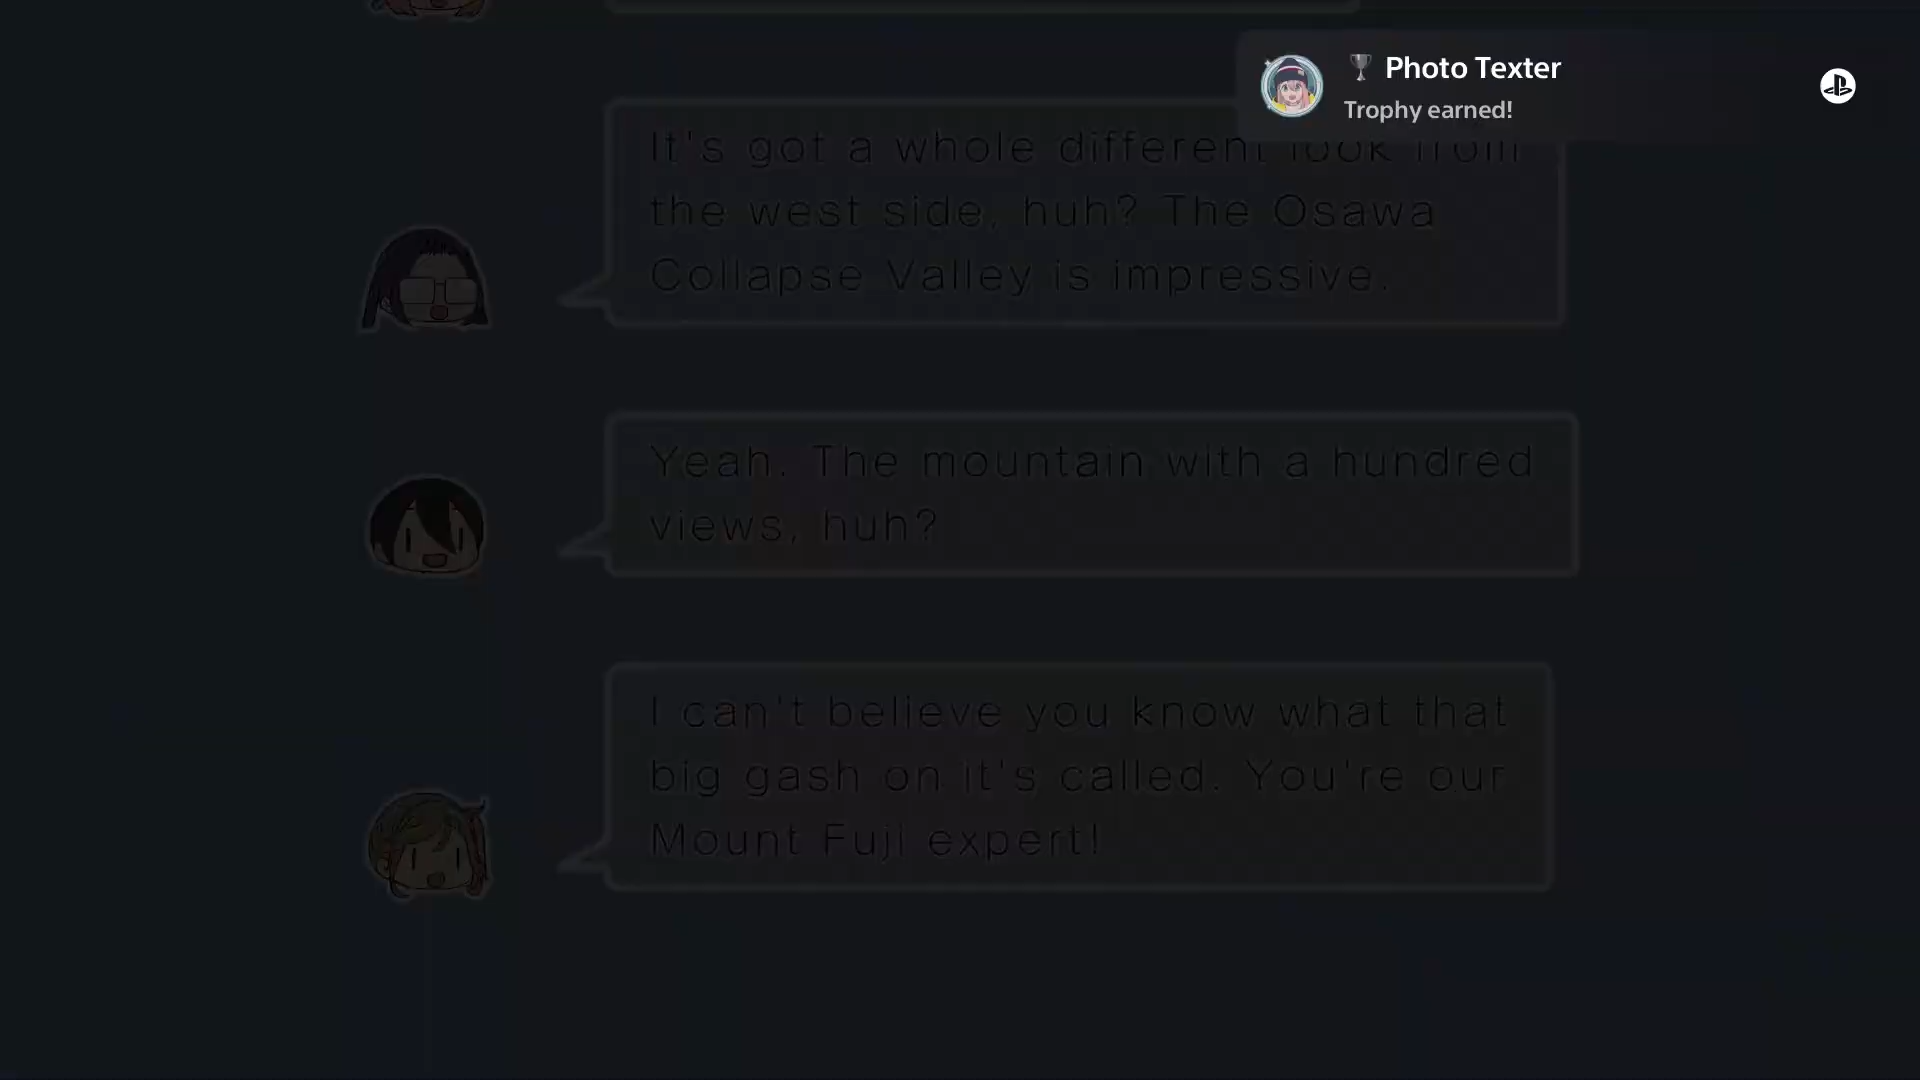 Photo Texter
Trophy earned!
It's got a whole different look from
the west side, huh? The Osawa
Collapse Valley is impressive.
Yeah. The mountain with a hundred
views, huh?
I can't believe you know what that
big gash on it's called. You're our
Mount Fuji expert!